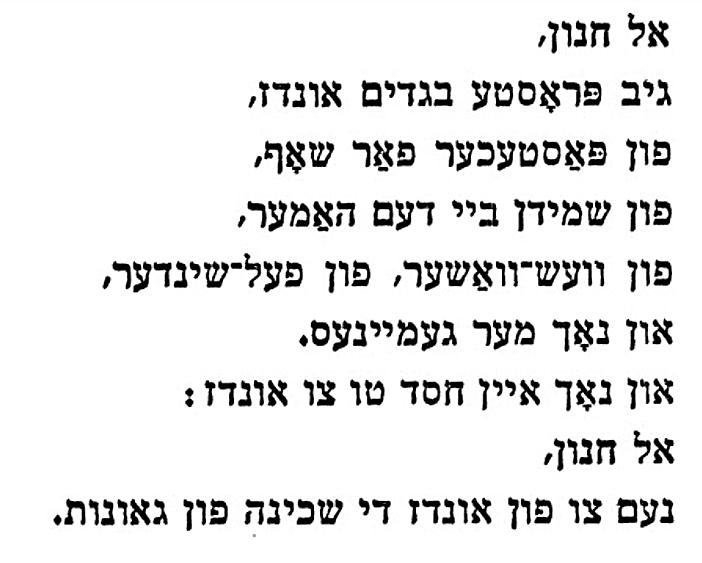 אל חנון,
גיב פּראָסטע בגדים אונדז,
פון פּאַסטעכער פאַר שאָף,
פון שמידן ביי דעם האַמער,
פון וועש־וואַשער, פון פעל־שינדער,
און נאָך מער געמיינעס.
און נאָך איין חסד טו צו אונדז:
אל חנון,
נעם צו פון אונדז די שכינה פון גאונות.